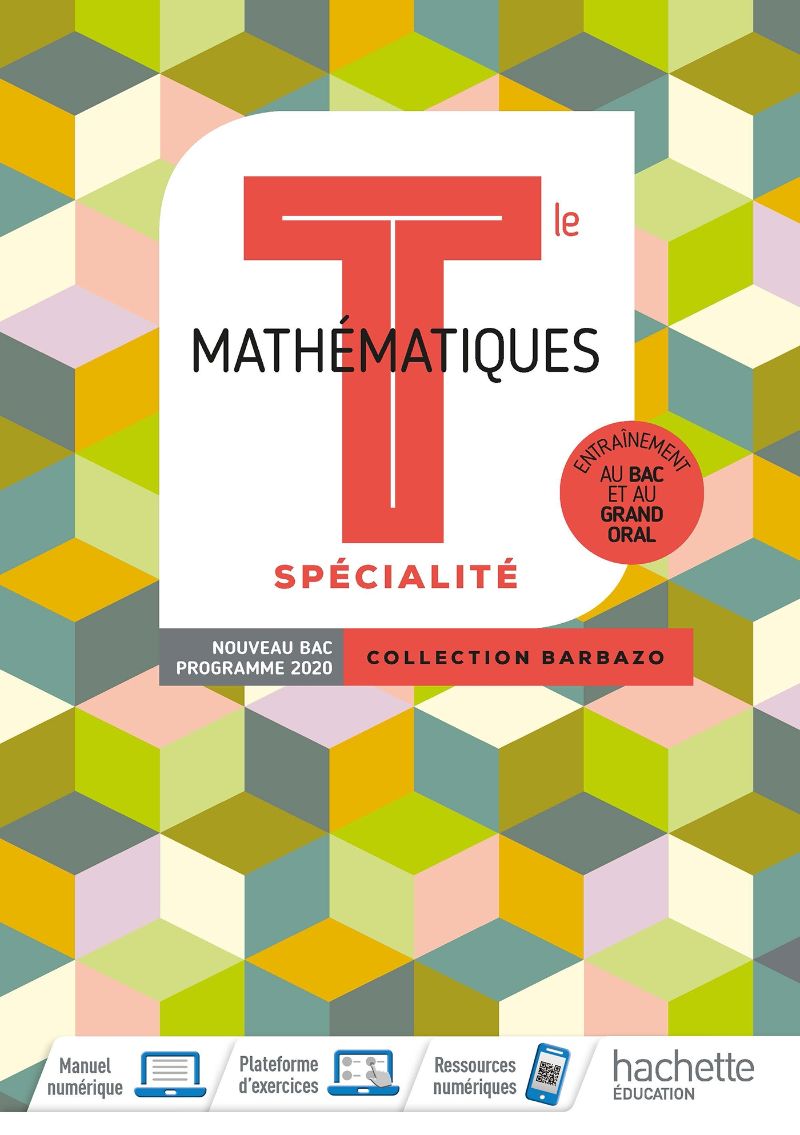 T
le
MATHÉMATIQUES
ENTRAÎNEMENT
AU BAC
ET AU
GRAND
ORAL
SPÉCIALITÉ
NOUVEAU BAC
PROGRAMME 2020
COLLECTION BARBAZO
Manuel
numérique
Plateforme
d'exercices
Ressources
numériques
hachette
ÉDUCATION